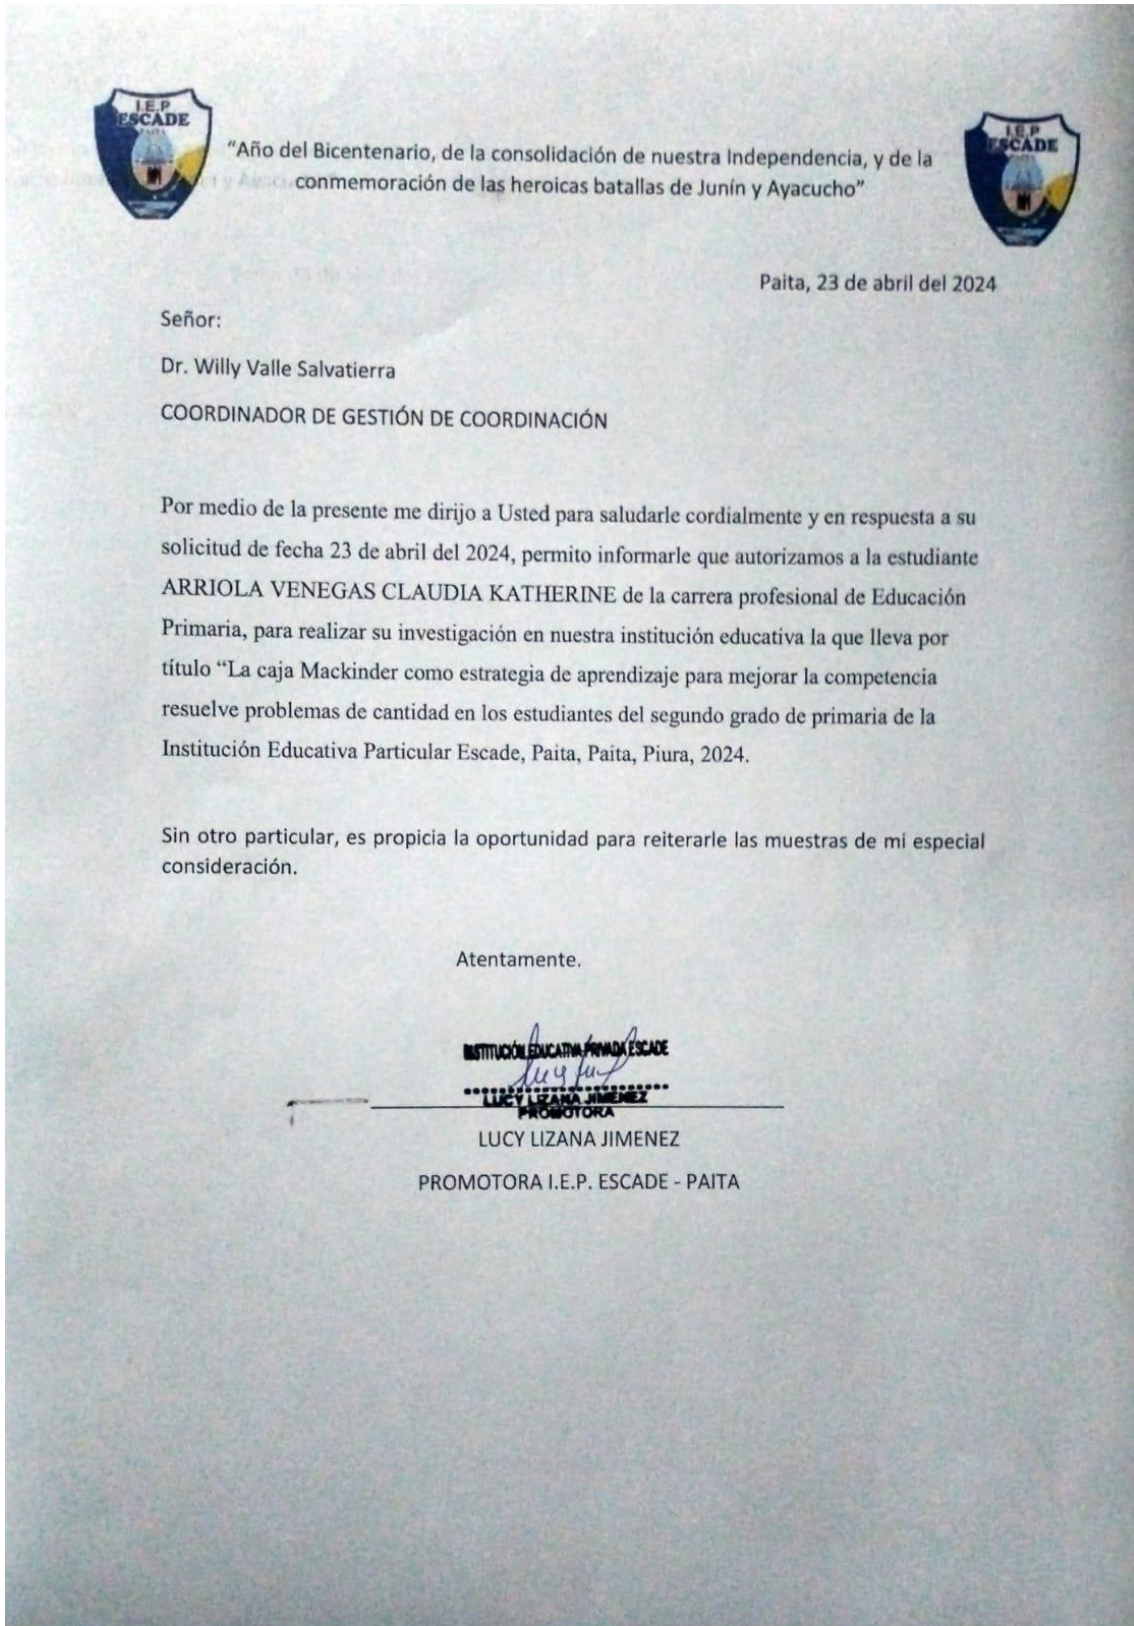 I.E.P
ESCADE
PAITA
I.E.P
ESCADE
"Año del Bicentenario, de la consolidación de nuestra Independencia, y de la
conmemoración de las heroicas batallas de Junín y Ayacucho"
Paita, 23 de abril del 2024
Señor:
Dr. Willy Valle Salvatierra
COORDINADOR DE GESTIÓN DE COORDINACIÓN
Por medio de la presente me dirijo a Usted para saludarle cordialmente y en respuesta a su
solicitud de fecha 23 de abril del 2024, permito informarle que autorizamos a la estudiante
ARRIOLA VENEGAS CLAUDIA KATHERINE de la carrera profesional de Educación
Primaria, para realizar su investigación en nuestra institución educativa la que lleva por
título “La caja Mackinder como estrategia de aprendizaje para mejorar la competencia
resuelve problemas de cantidad en los estudiantes del segundo grado de primaria de la
Institución Educativa Particular Escade, Paita, Paita, Piura, 2024.
Sin otro particular, es propicia la oportunidad para reiterarle las muestras de mi especial
consideración.
Atentamente.
INSTITUCIÓN EDUCATIVA PRIVADA ESCADE
LUCY LIZANA JIMENEZ
PROMOTORA
LUCY LIZANA JIMENEZ
PROMOTORA I.E.P. ESCADE - PAITA